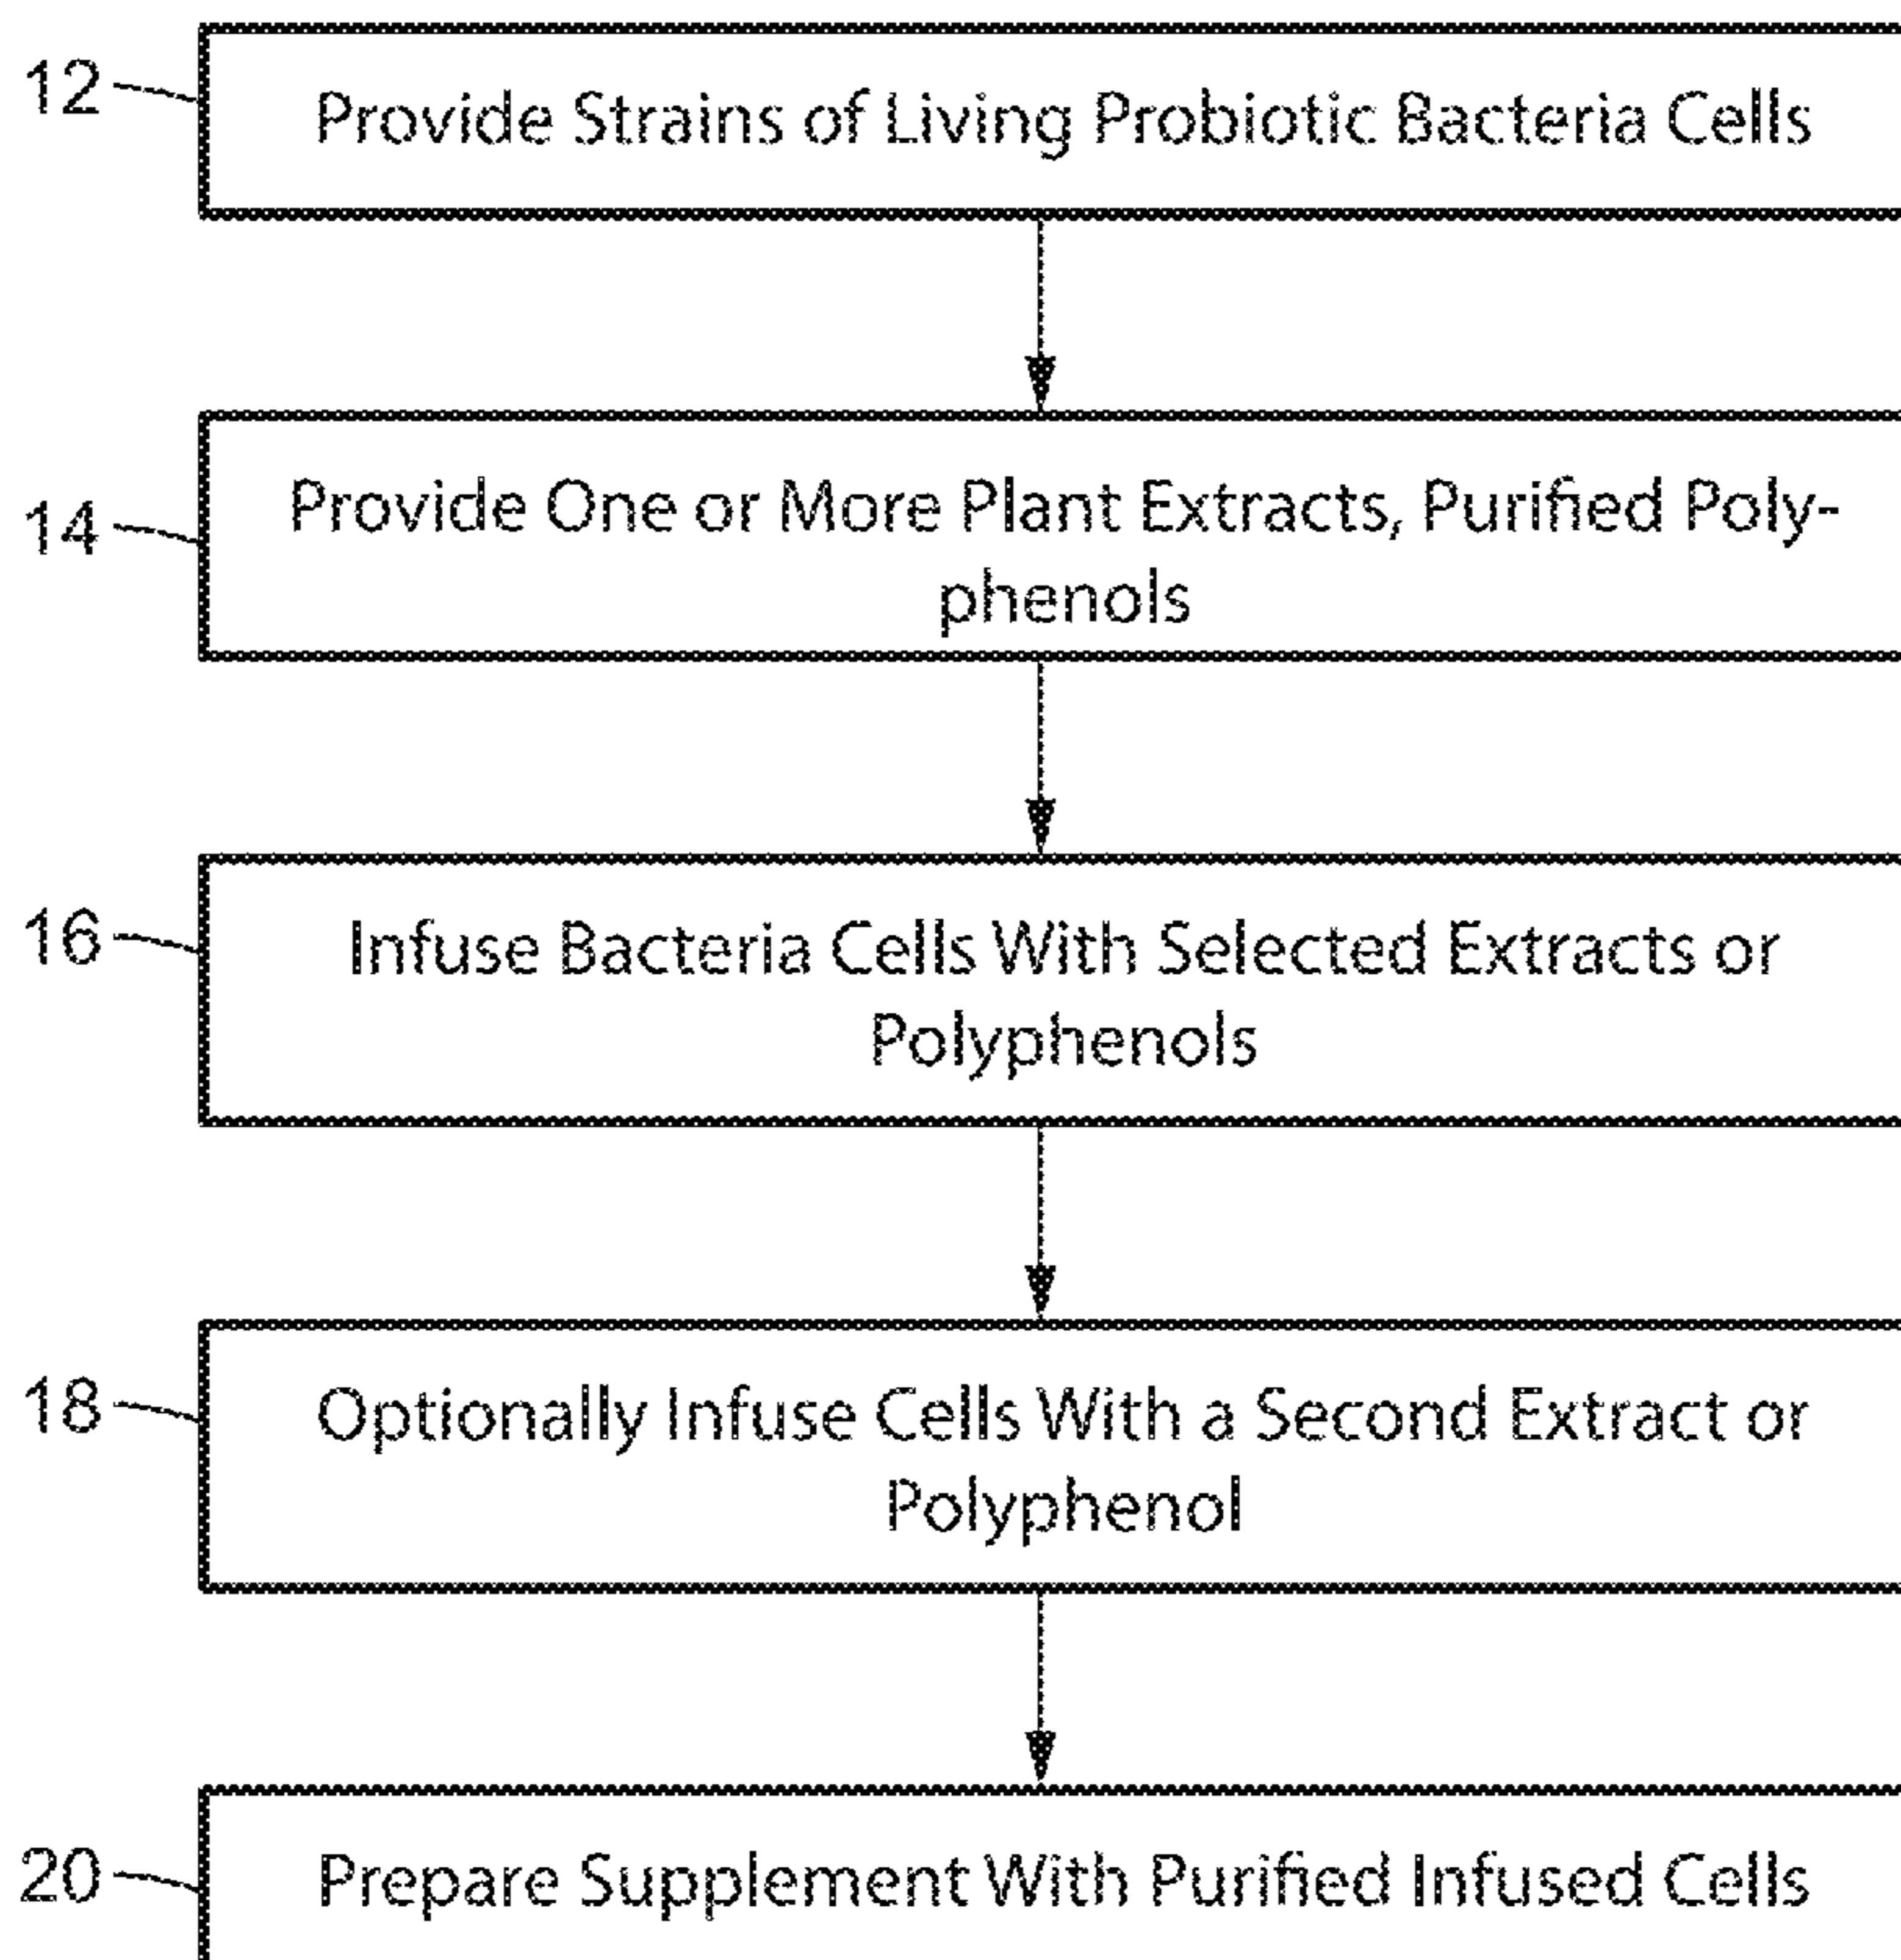 12
Provide Strains of Living Probiotic Bacteria Cells
14
Provide One or More Plant Extracts, Purified Poly-
phenols
16
Infuse Bacteria Cells With Selected Extracts or
Polyphenols
18
Optionally Infuse Cells With a Second Extract or
Polyphenol
20
Prepare Supplement With Purified Infused Cells